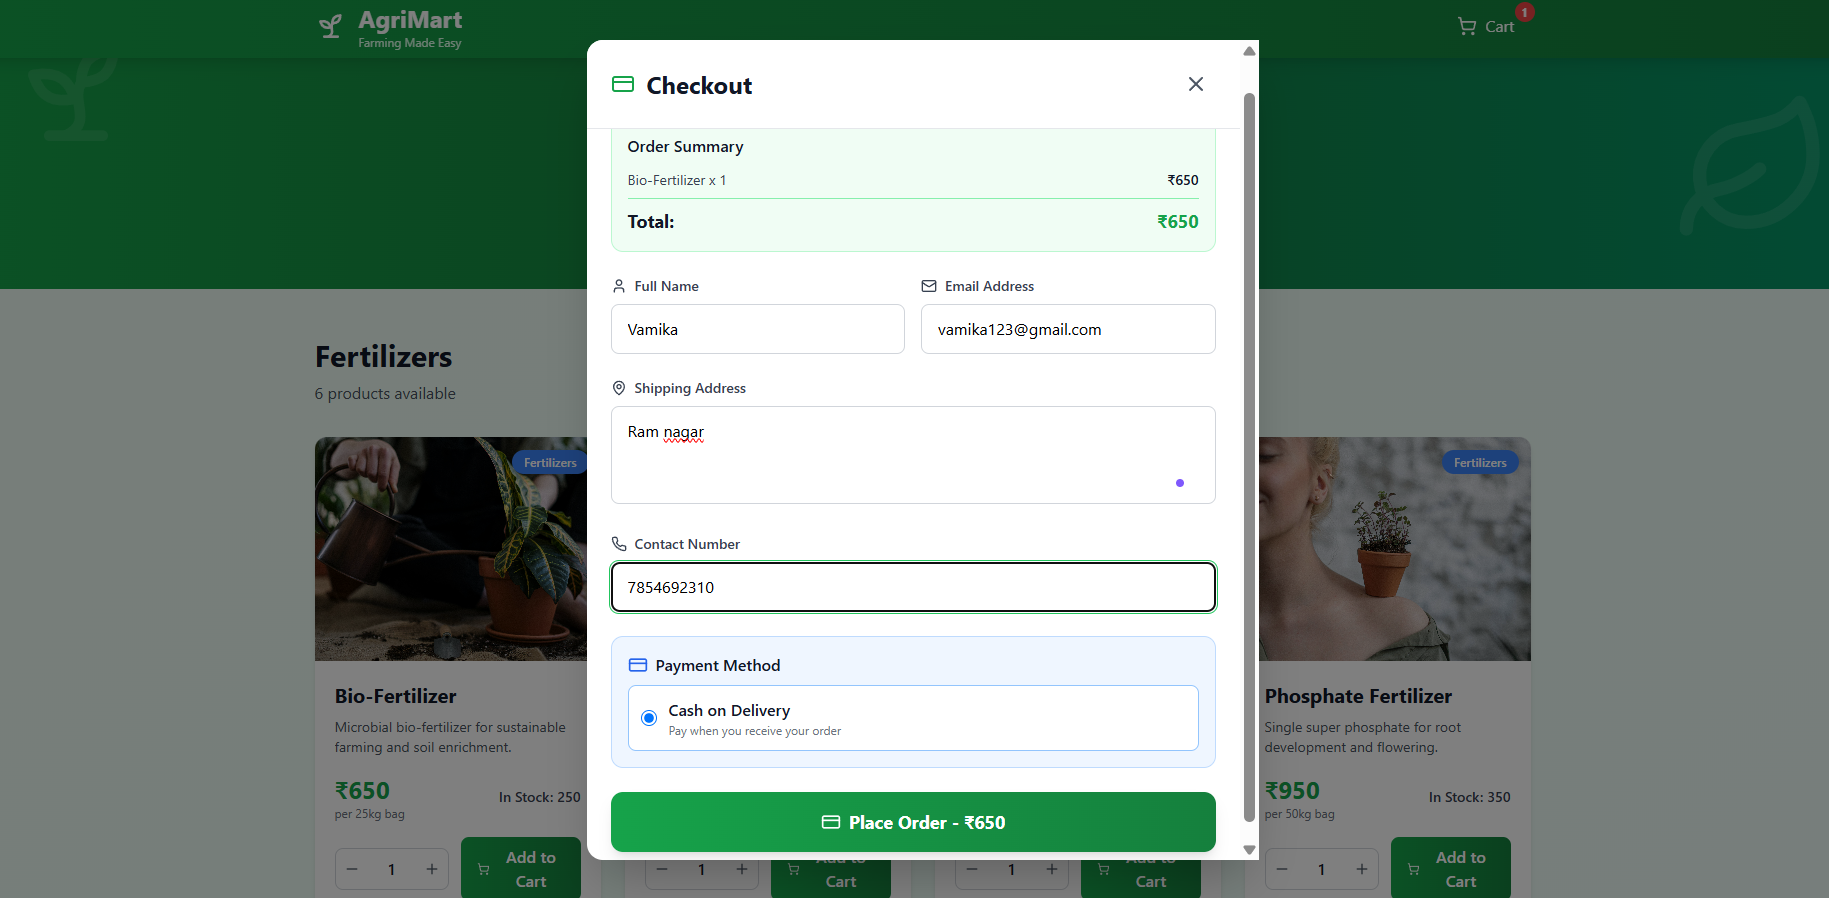 AgriMart
Farming Made Easy
Cart
1
Checkout
Order Summary
Bio-Fertilizer x 1 ₹650
Total: ₹650
Full Name
Vamika
Email Address
vamika123@gmail.com
Shipping Address
Ram nagar
Contact Number
7854692310
Payment Method
Cash on Delivery
Pay when you receive your order
Place Order - ₹650
Fertilizers
6 products available
Fertilizers
Bio-Fertilizer
Microbial bio-fertilizer for sustainable
farming and soil enrichment.
₹650
per 25kg bag
In Stock: 250
1
Add to
Cart
1
Add to
Cart
1
Add to
Cart
Fertilizers
Phosphate Fertilizer
Single super phosphate for root
development and flowering.
₹950
per 50kg bag
In Stock: 350
1
Add to
Cart